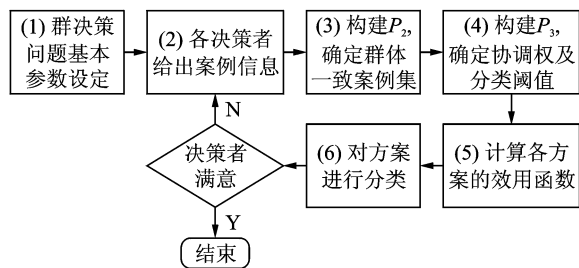 (1) 群决策
问题基本
参数设定
(2) 各决策者
给出案例信息
(3) 构建P₂,
确定群体
一致案例集
(4) 构建P₃,
确定协调权及
分类阈值
(5) 计算各方
案的效用函数
(6) 对方案
进行分类
决策者
满意
N
Y
结束